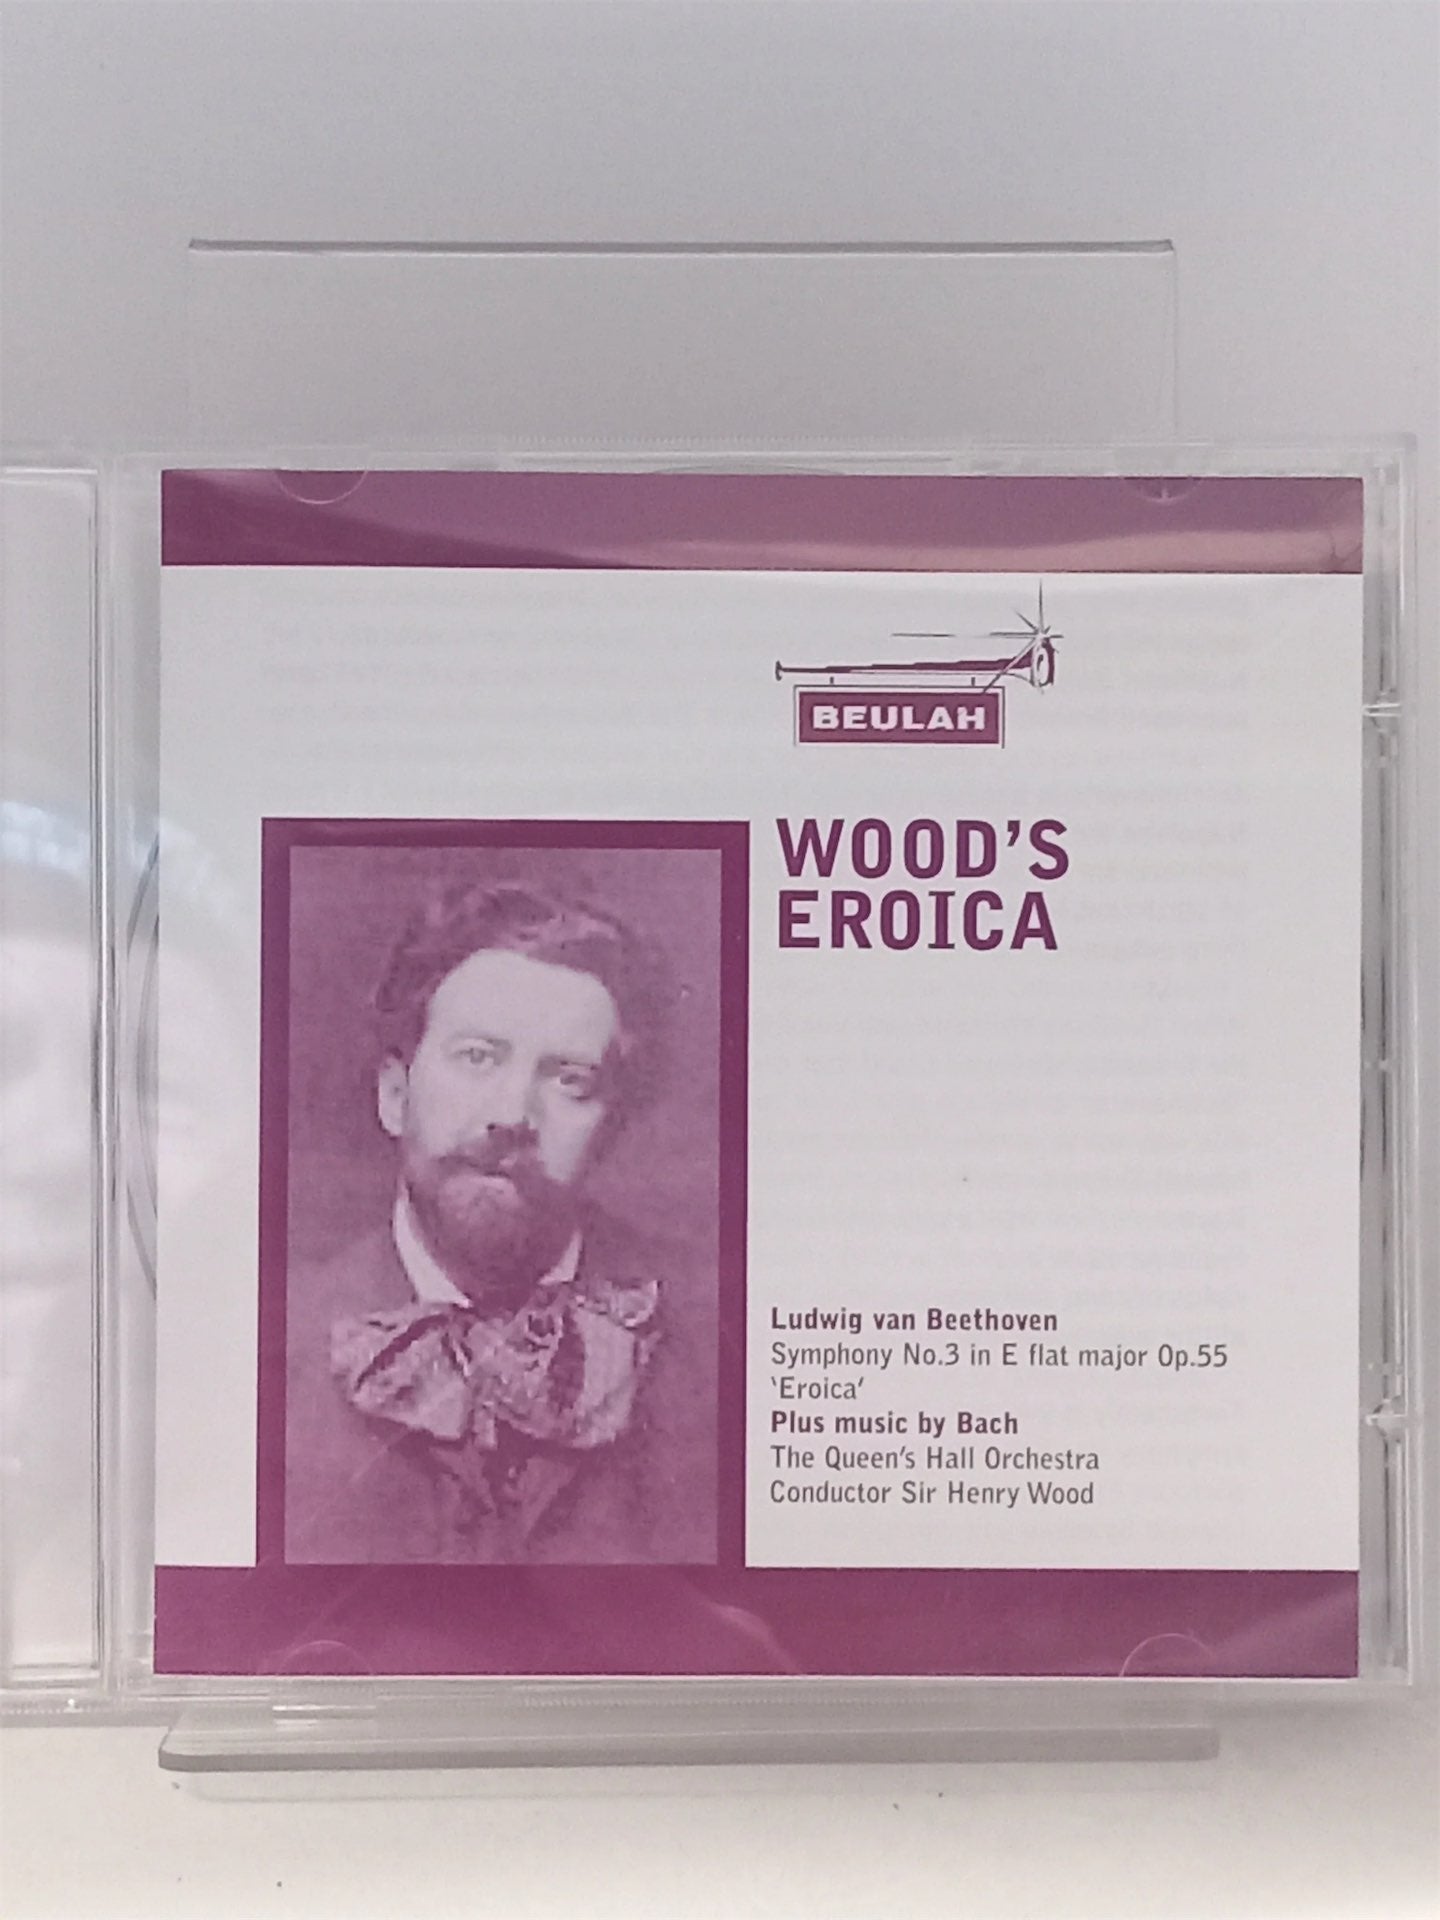 BEULAH
WOOD'S
EROICA
Ludwig van Beethoven
Symphony No.3 in E flat major Op.55
‘Eroica’
Plus music by Bach
The Queen's Hall Orchestra
Conductor Sir Henry Wood